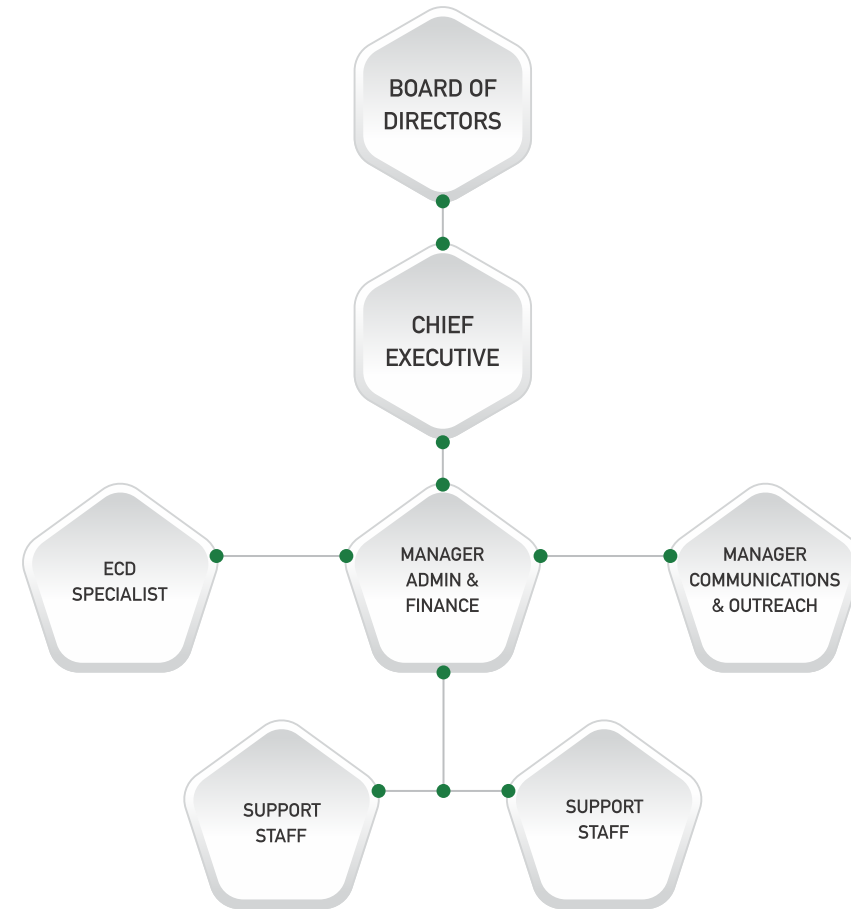 BOARD OF
DIRECTORS
CHIEF
EXECUTIVE
ECD
SPECIALIST
MANAGER
ADMIN &
FINANCE
MANAGER
COMMUNICATIONS
& OUTREACH
SUPPORT
STAFF
SUPPORT
STAFF